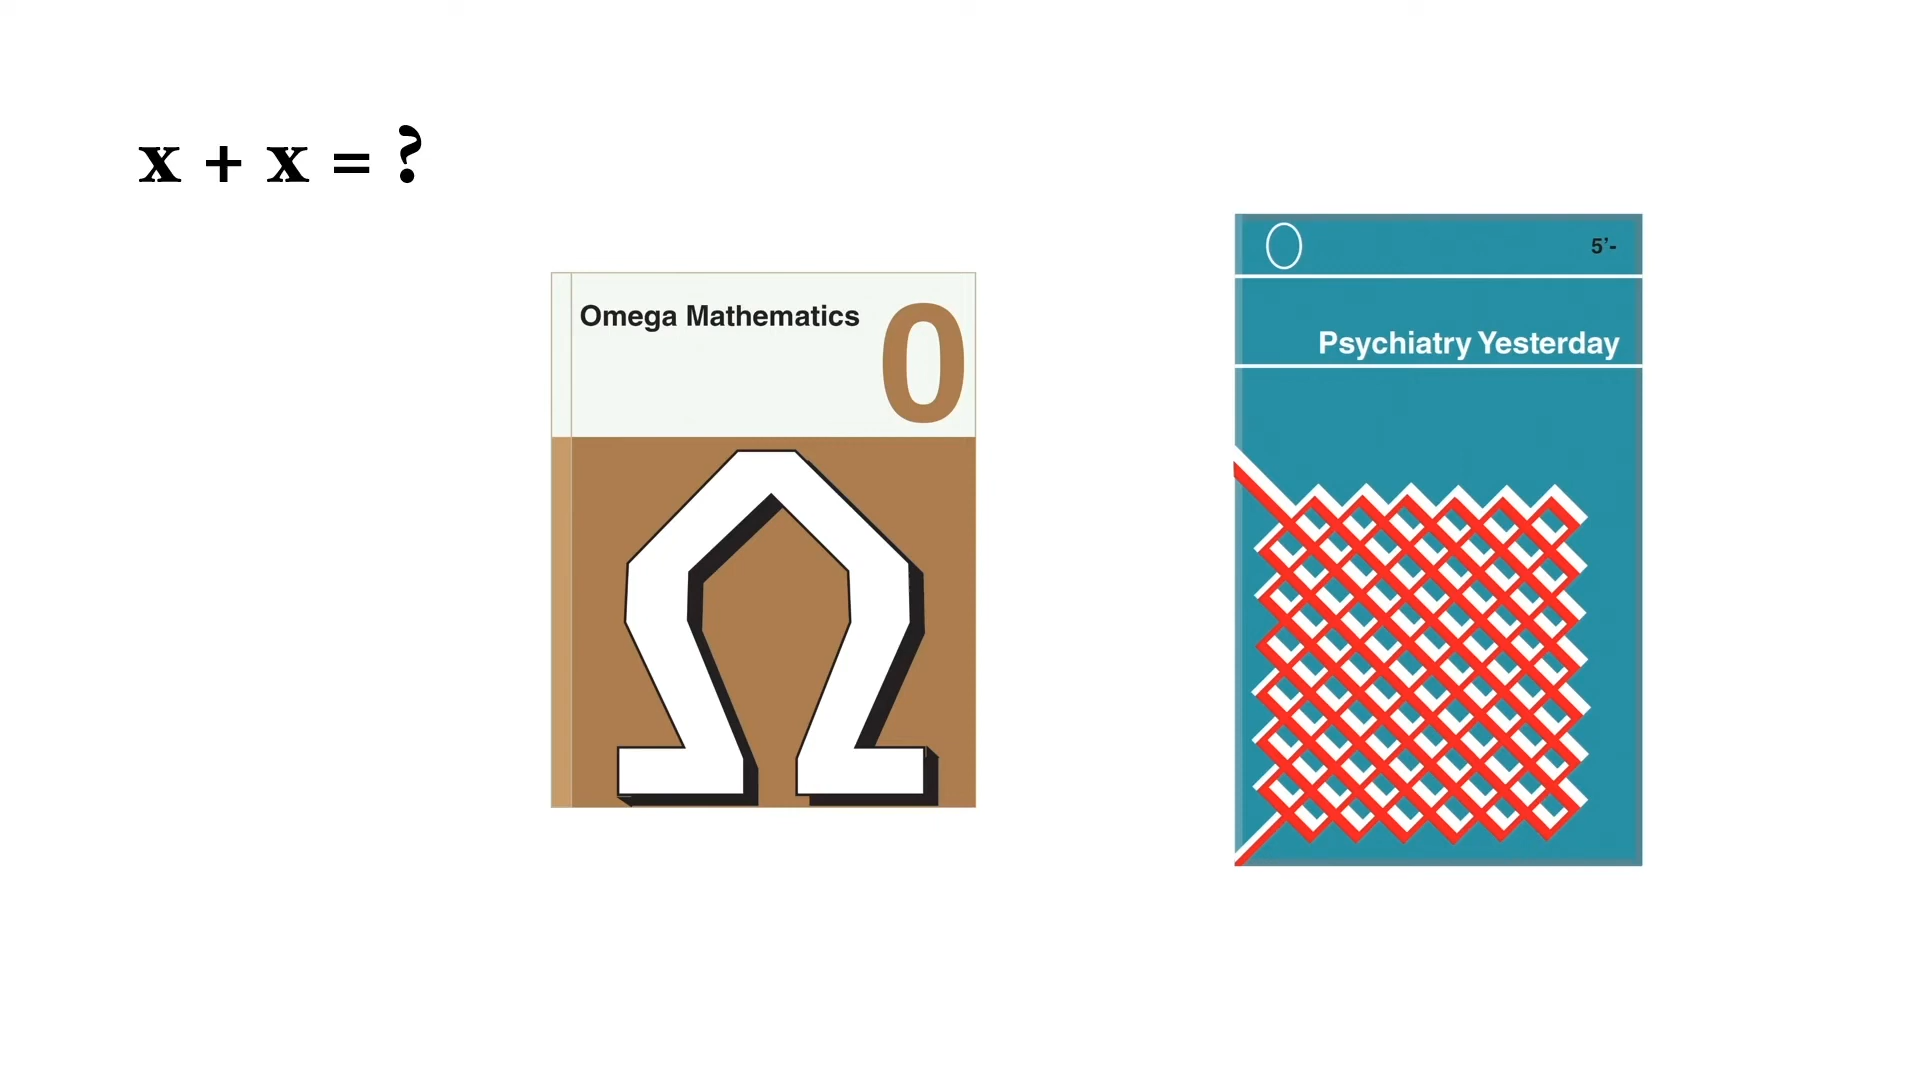 x + x = ?
Omega Mathematics
0
Ω
5’-
Psychiatry Yesterday